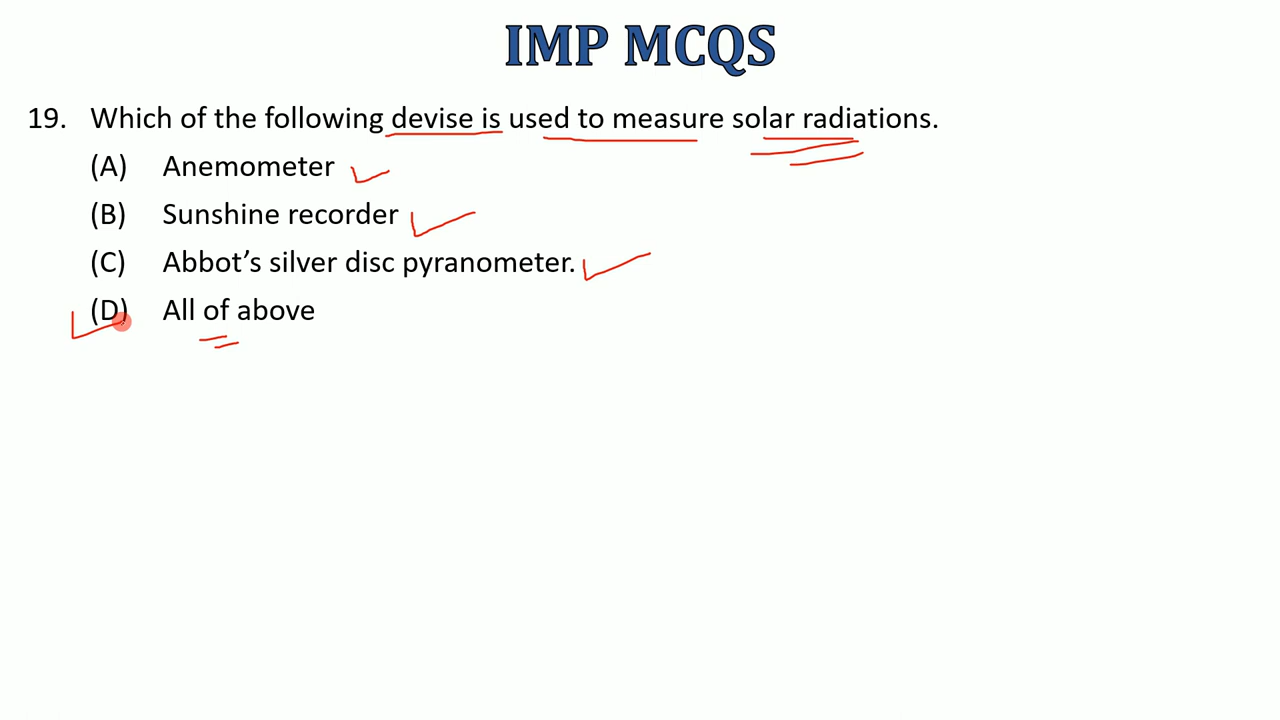 IMP MCQS
19. Which of the following devise is used to measure solar radiations.
(A) Anemometer
(B) Sunshine recorder
(C) Abbot’s silver disc pyranometer.
(D) All of above